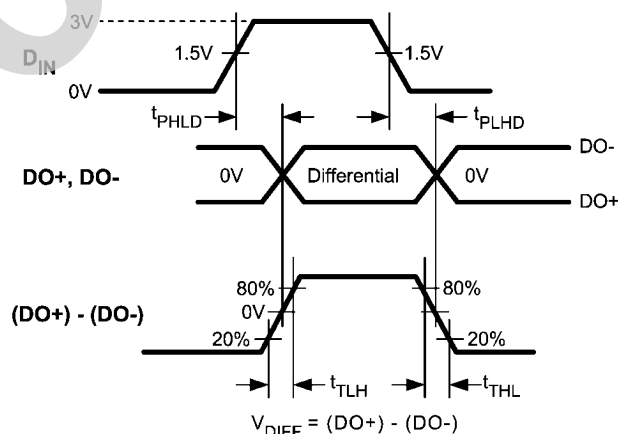 3V
1.5V
1.5V
DIN
0V
tPHLD
tPLHD
DO-
DO+, DO-
0V
Differential
0V
DO+
80%
80%
(DO+) - (DO-)
0V
20%
20%
tTLH
tTHL
VDIFF = (DO+) - (DO-)